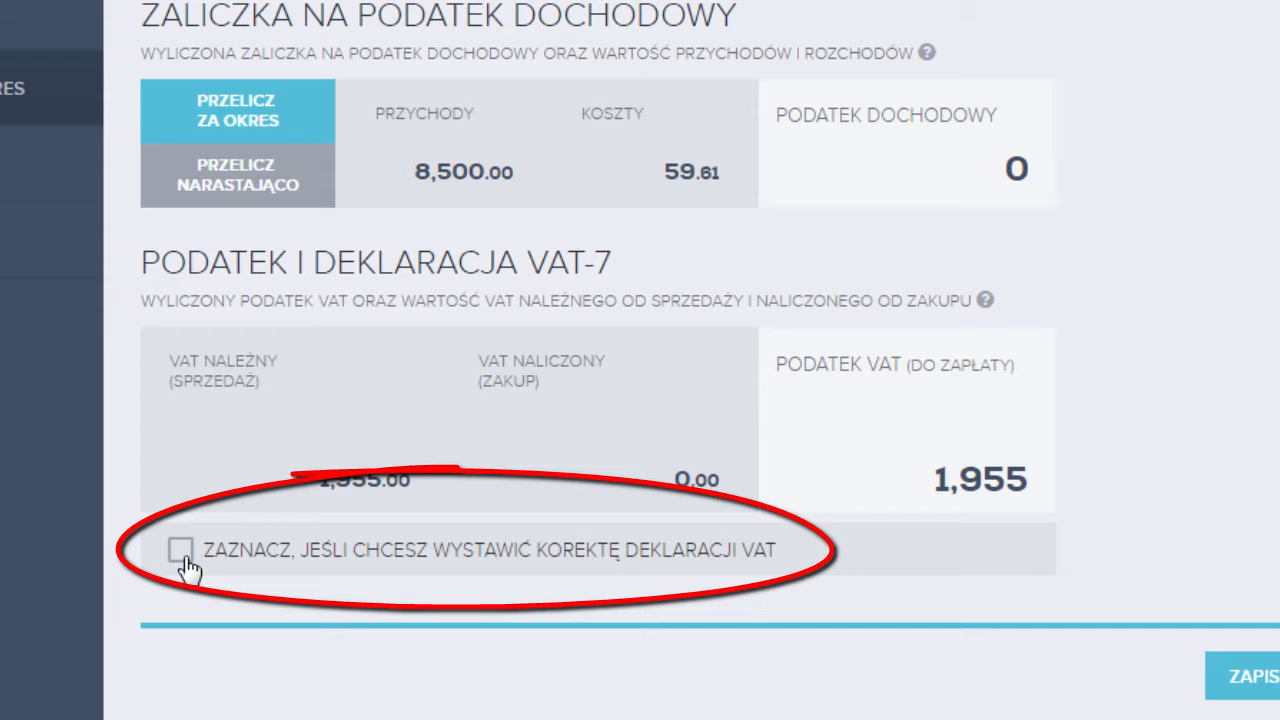 ZALICZKA NA PODATEK DOCHODOWY
WYLICZONA ZALICZKA NA PODATEK DOCHODOWY ORAZ WARTOŚĆ PRZYCHODÓW I ROZCHODÓW ?
RES
PRZELICZ
ZA OKRES
PRZYCHODY
KOSZTY
PODATEK DOCHODOWY
PRZELICZ
NARASTAJĄCO
8,500.00
59.61
0
PODATEK I DEKLARACJA VAT-7
WYLICZONY PODATEK VAT ORAZ WARTOŚĆ VAT NALEŻNEGO OD SPRZEDAŻY I NALICZONEGO OD ZAKUPU ?
VAT NALEŻNY
(SPRZEDAŻ)
VAT NALICZONY
(ZAKUP)
PODATEK VAT (DO ZAPŁATY)
1,955.00
0.00
1,955
ZAZNACZ, JEŚLI CHCESZ WYSTAWIĆ KOREKTĘ DEKLARACJI VAT
ZAPIS